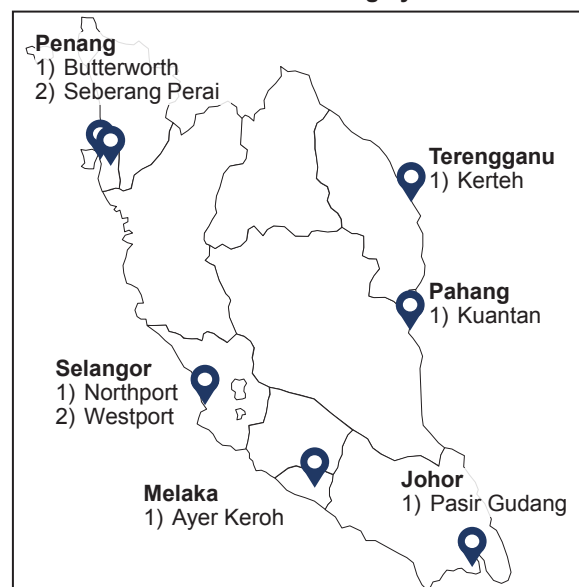 Penang
1) Butterworth
2) Seberang Perai
Terengganu
1) Kerteh
Pahang
1) Kuantan
Selangor
1) Northport
2) Westport
Melaka
1) Ayer Keroh
Johor
1) Pasir Gudang